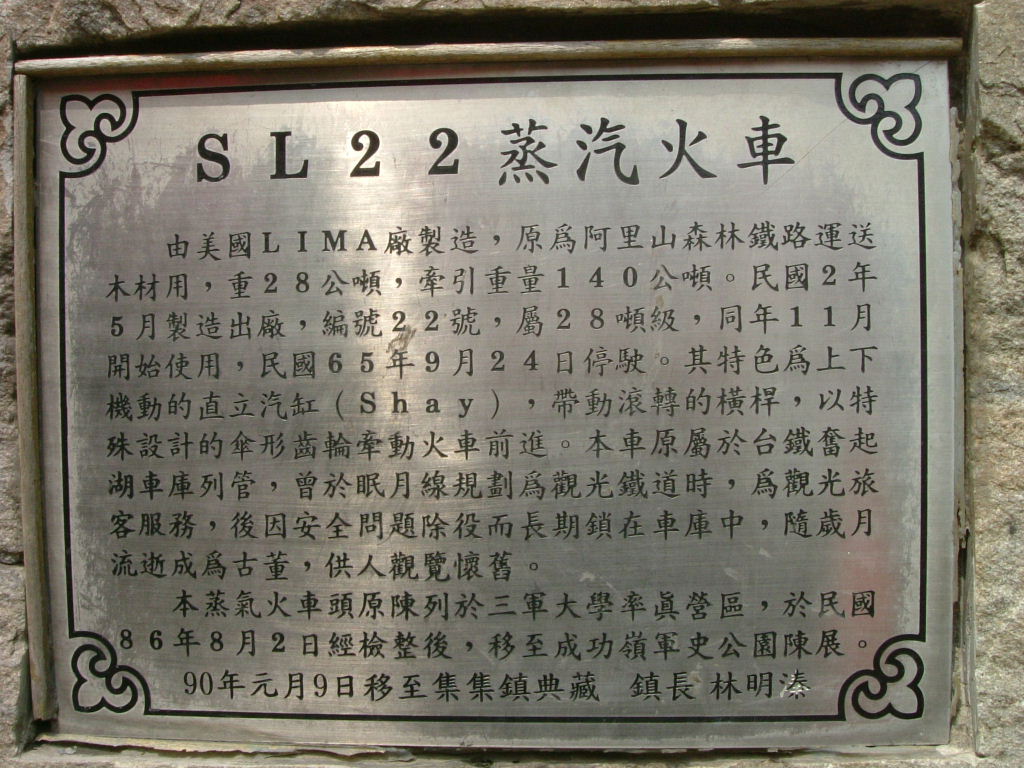 SL22蒸汽火車
由美國LIMA廠製造，原爲阿里山森林鐵路運送
木材用，重28公噸，牽引重量140公噸。民國2年
5月製造出廠，編號22號，屬28噸級，同年11月
開始使用，民國65年9月24日停駛。其特色爲上下
機動的直立汽缸（Shay），帶動滾轉的橫桿，以特
殊設計的傘形齒輪牽動火車前進。本車原屬於台鐵奮起
湖車庫列管，曾於眠月線規劃爲觀光鐵道時，爲觀光旅
客服務，後因安全問題除役而長期鎖在車庫中，隨歲月
流逝成爲古董，供人觀覽懷舊。
本蒸氣火車頭原陳列於三軍大學率眞營區，於民國
86年8月2日經檢整後，移至成功嶺軍史公園陳展。
90年元月9日移至集集鎮典藏　鎮長 林明溱